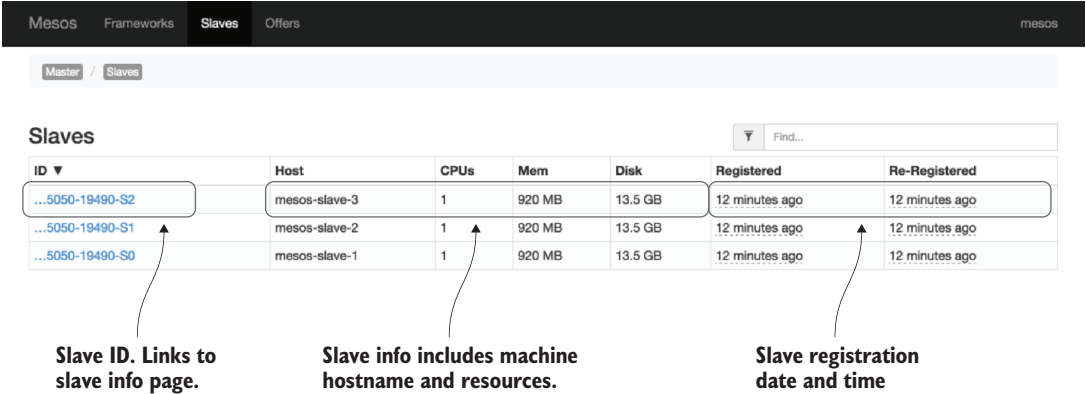 Mesos Frameworks Slaves Offers mesos
Master / Slaves
Slaves Find...
ID ▼ Host CPUs Mem Disk Registered Re-Registered
…5050-19490-S2 mesos-slave-3 1 920 MB 13.5 GB 12 minutes ago 12 minutes ago
…5050-19490-S1 mesos-slave-2 1 920 MB 13.5 GB 12 minutes ago 12 minutes ago
…5050-19490-S0 mesos-slave-1 1 920 MB 13.5 GB 12 minutes ago 12 minutes ago
Slave ID. Links to
slave info page.
Slave info includes machine
hostname and resources.
Slave registration
date and time